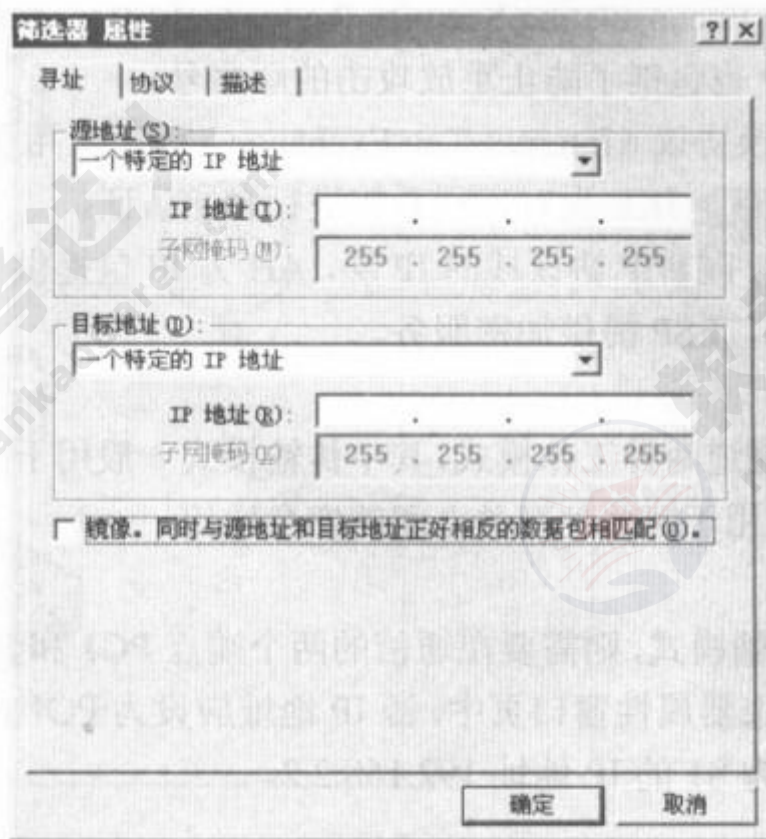 筛选器 属性
寻址
协议
描述
源地址(S):
一个特定的 IP 地址
IP 地址(I):
子网掩码(M):
255 . 255 . 255 . 255
目标地址(D):
一个特定的 IP 地址
IP 地址(R):
255 . 255 . 255 . 255
镜像。同时与源地址和目标地址正好相反的数据包相匹配(O)。
确定
取消